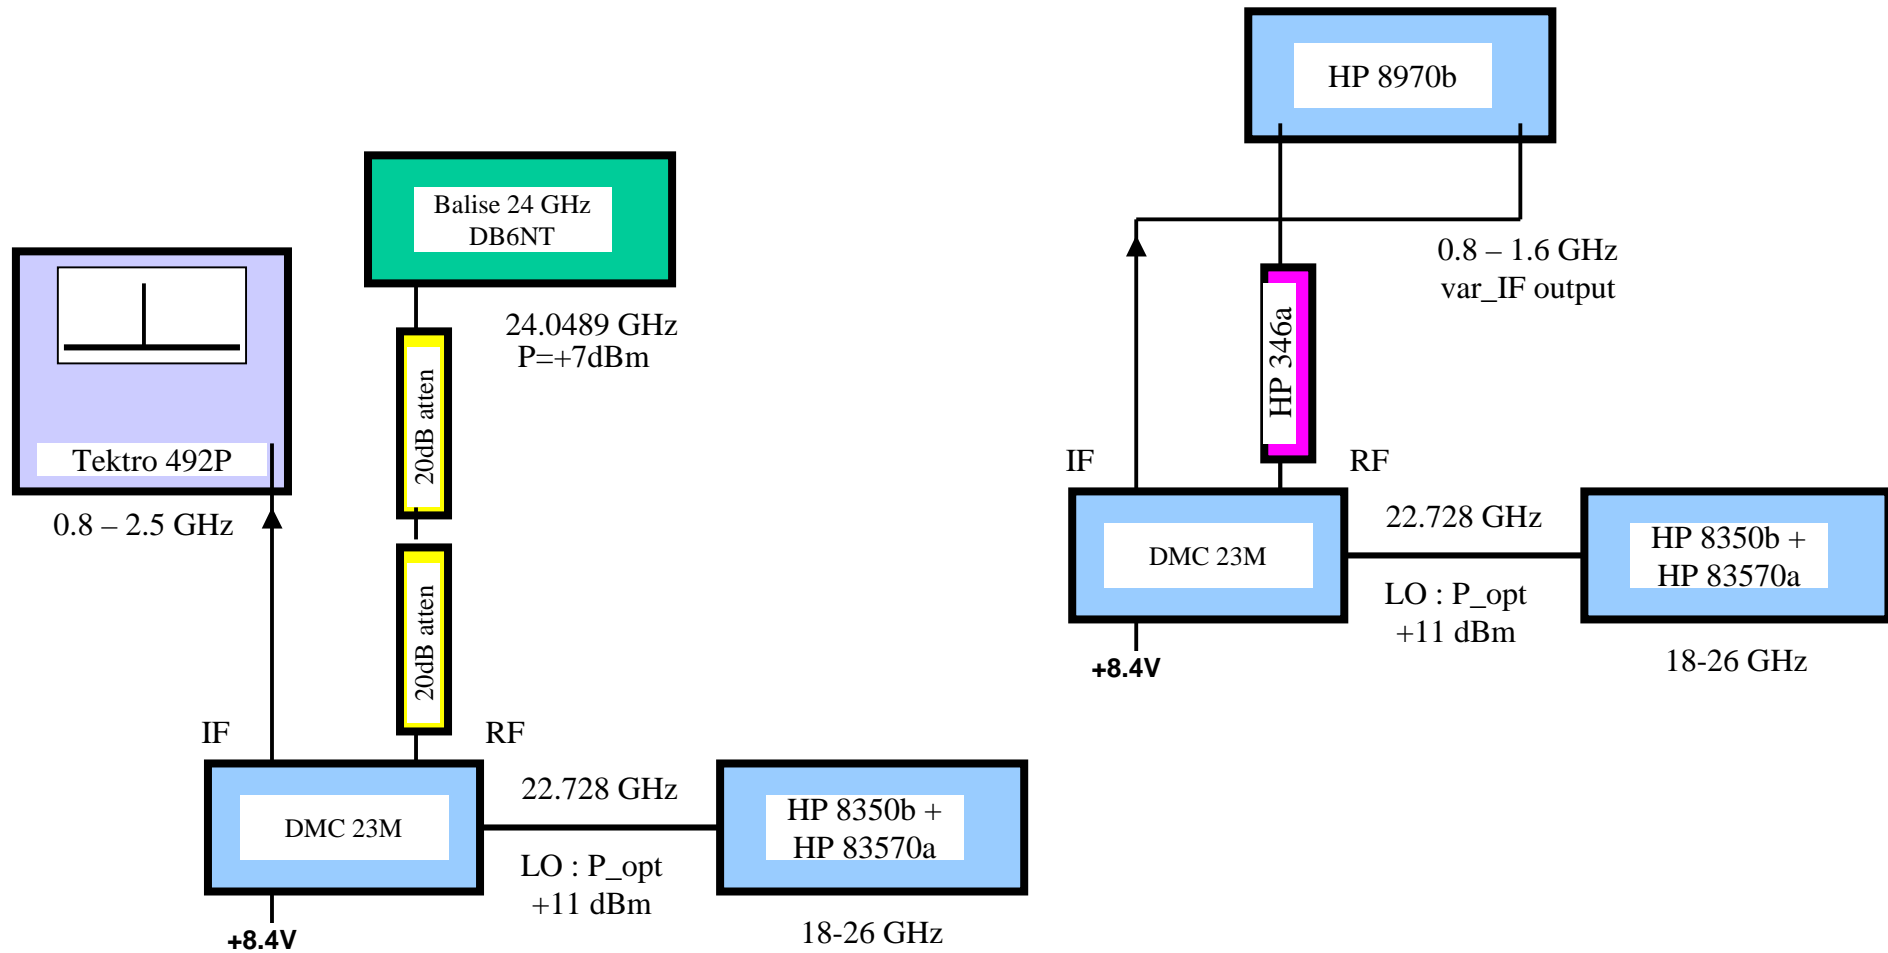 HP 8970b
Balise 24 GHz
DB6NT
24.0489 GHz
P=+7dBm
20dB atten
20dB atten
Tektro 492P
0.8 – 2.5 GHz
IF
RF
DMC 23M
+8.4V
22.728 GHz
LO : P_opt
+11 dBm
HP 8350b +
HP 83570a
18-26 GHz
0.8 – 1.6 GHz
var_IF output
HP 346a
IF
RF
DMC 23M
+8.4V
22.728 GHz
LO : P_opt
+11 dBm
HP 8350b +
HP 83570a
18-26 GHz